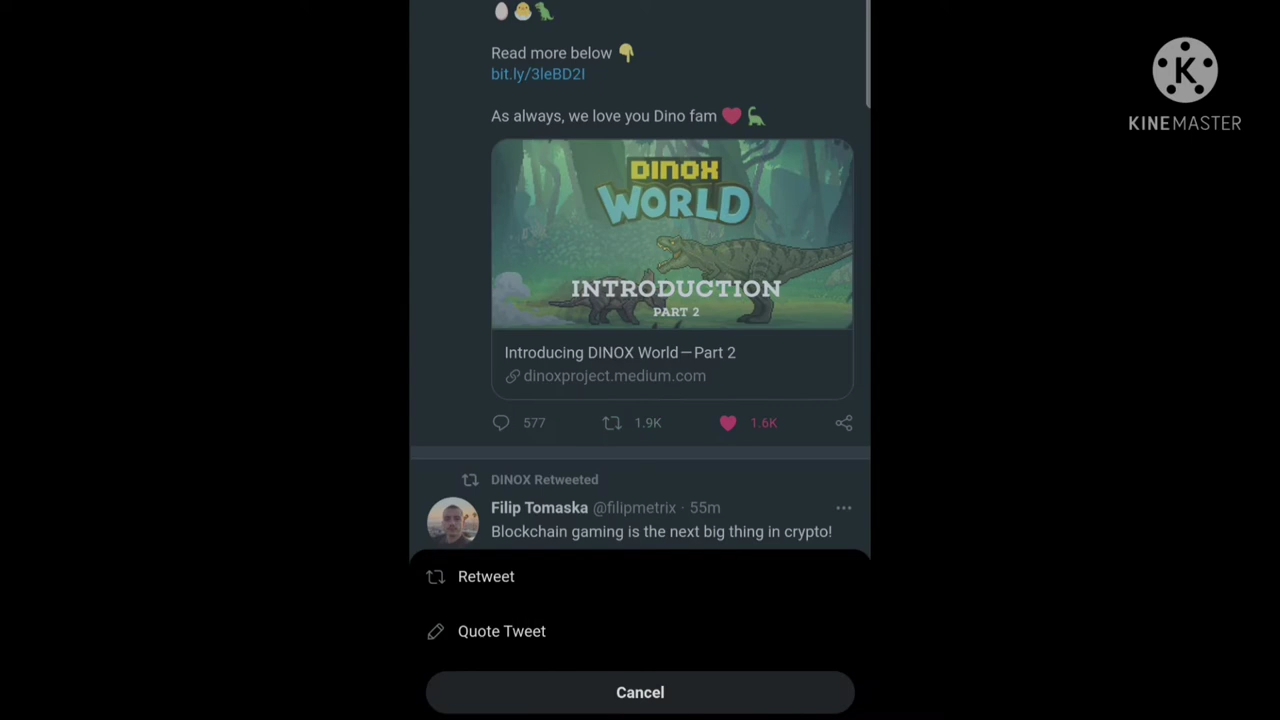 Read more below
bit.ly/3leBD2I
As always, we love you Dino fam
DINOX
WORLD
INTRODUCTION
PART 2
Introducing DINOX World — Part 2
dinoxproject.medium.com
577 1.9K 1.6K
DINOX Retweeted
Filip Tomaska @filipmetrix · 55m
Blockchain gaming is the next big thing in crypto!
Retweet
Quote Tweet
Cancel
K
KINEMASTER